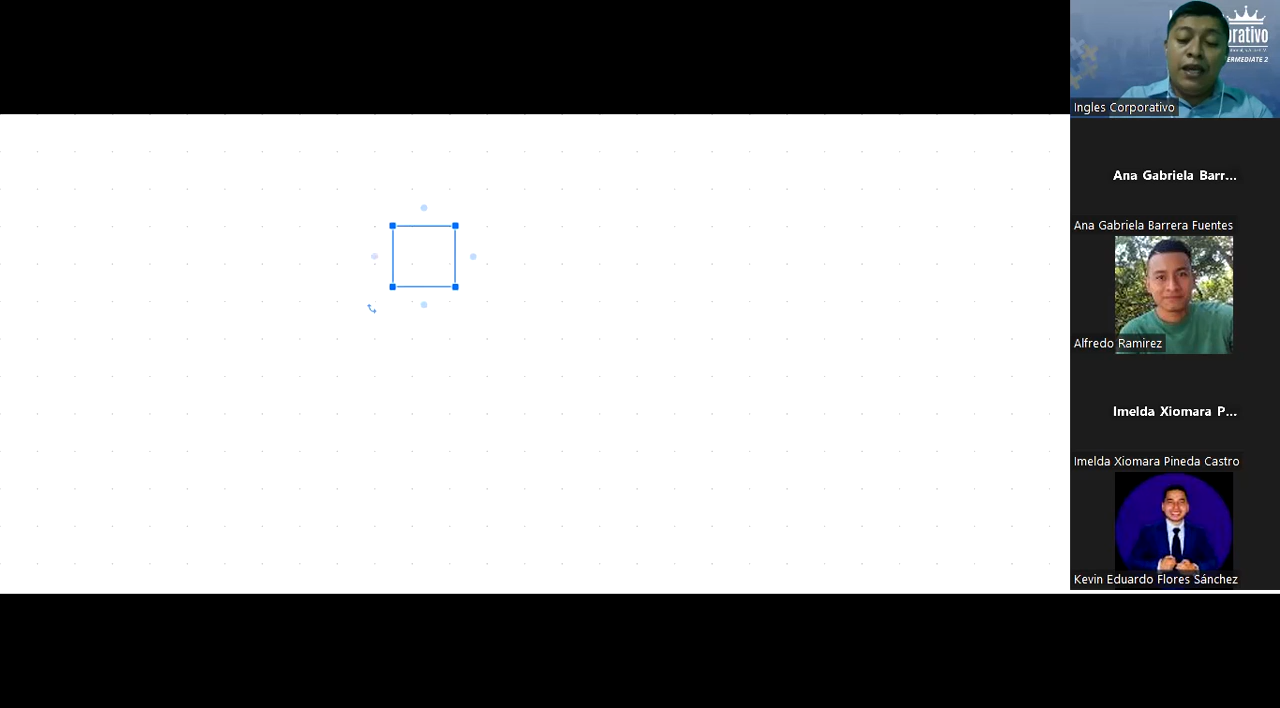 Ingles Corporativo
Ana Gabriela Barr...
Ana Gabriela Barrera Fuentes
Alfredo Ramirez
Imelda Xiomara P...
Imelda Xiomara Pineda Castro
Kevin Eduardo Flores Sánchez